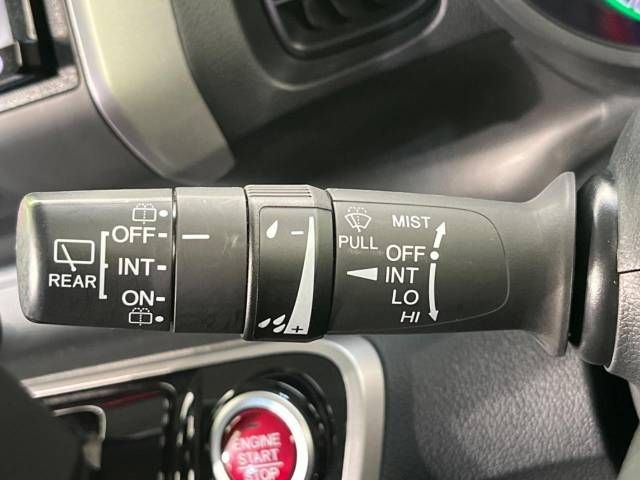 REAR
OFF
INT
ON
−
+
PULL
MIST
OFF
INT
LO
HI
ENGINE
START
STOP